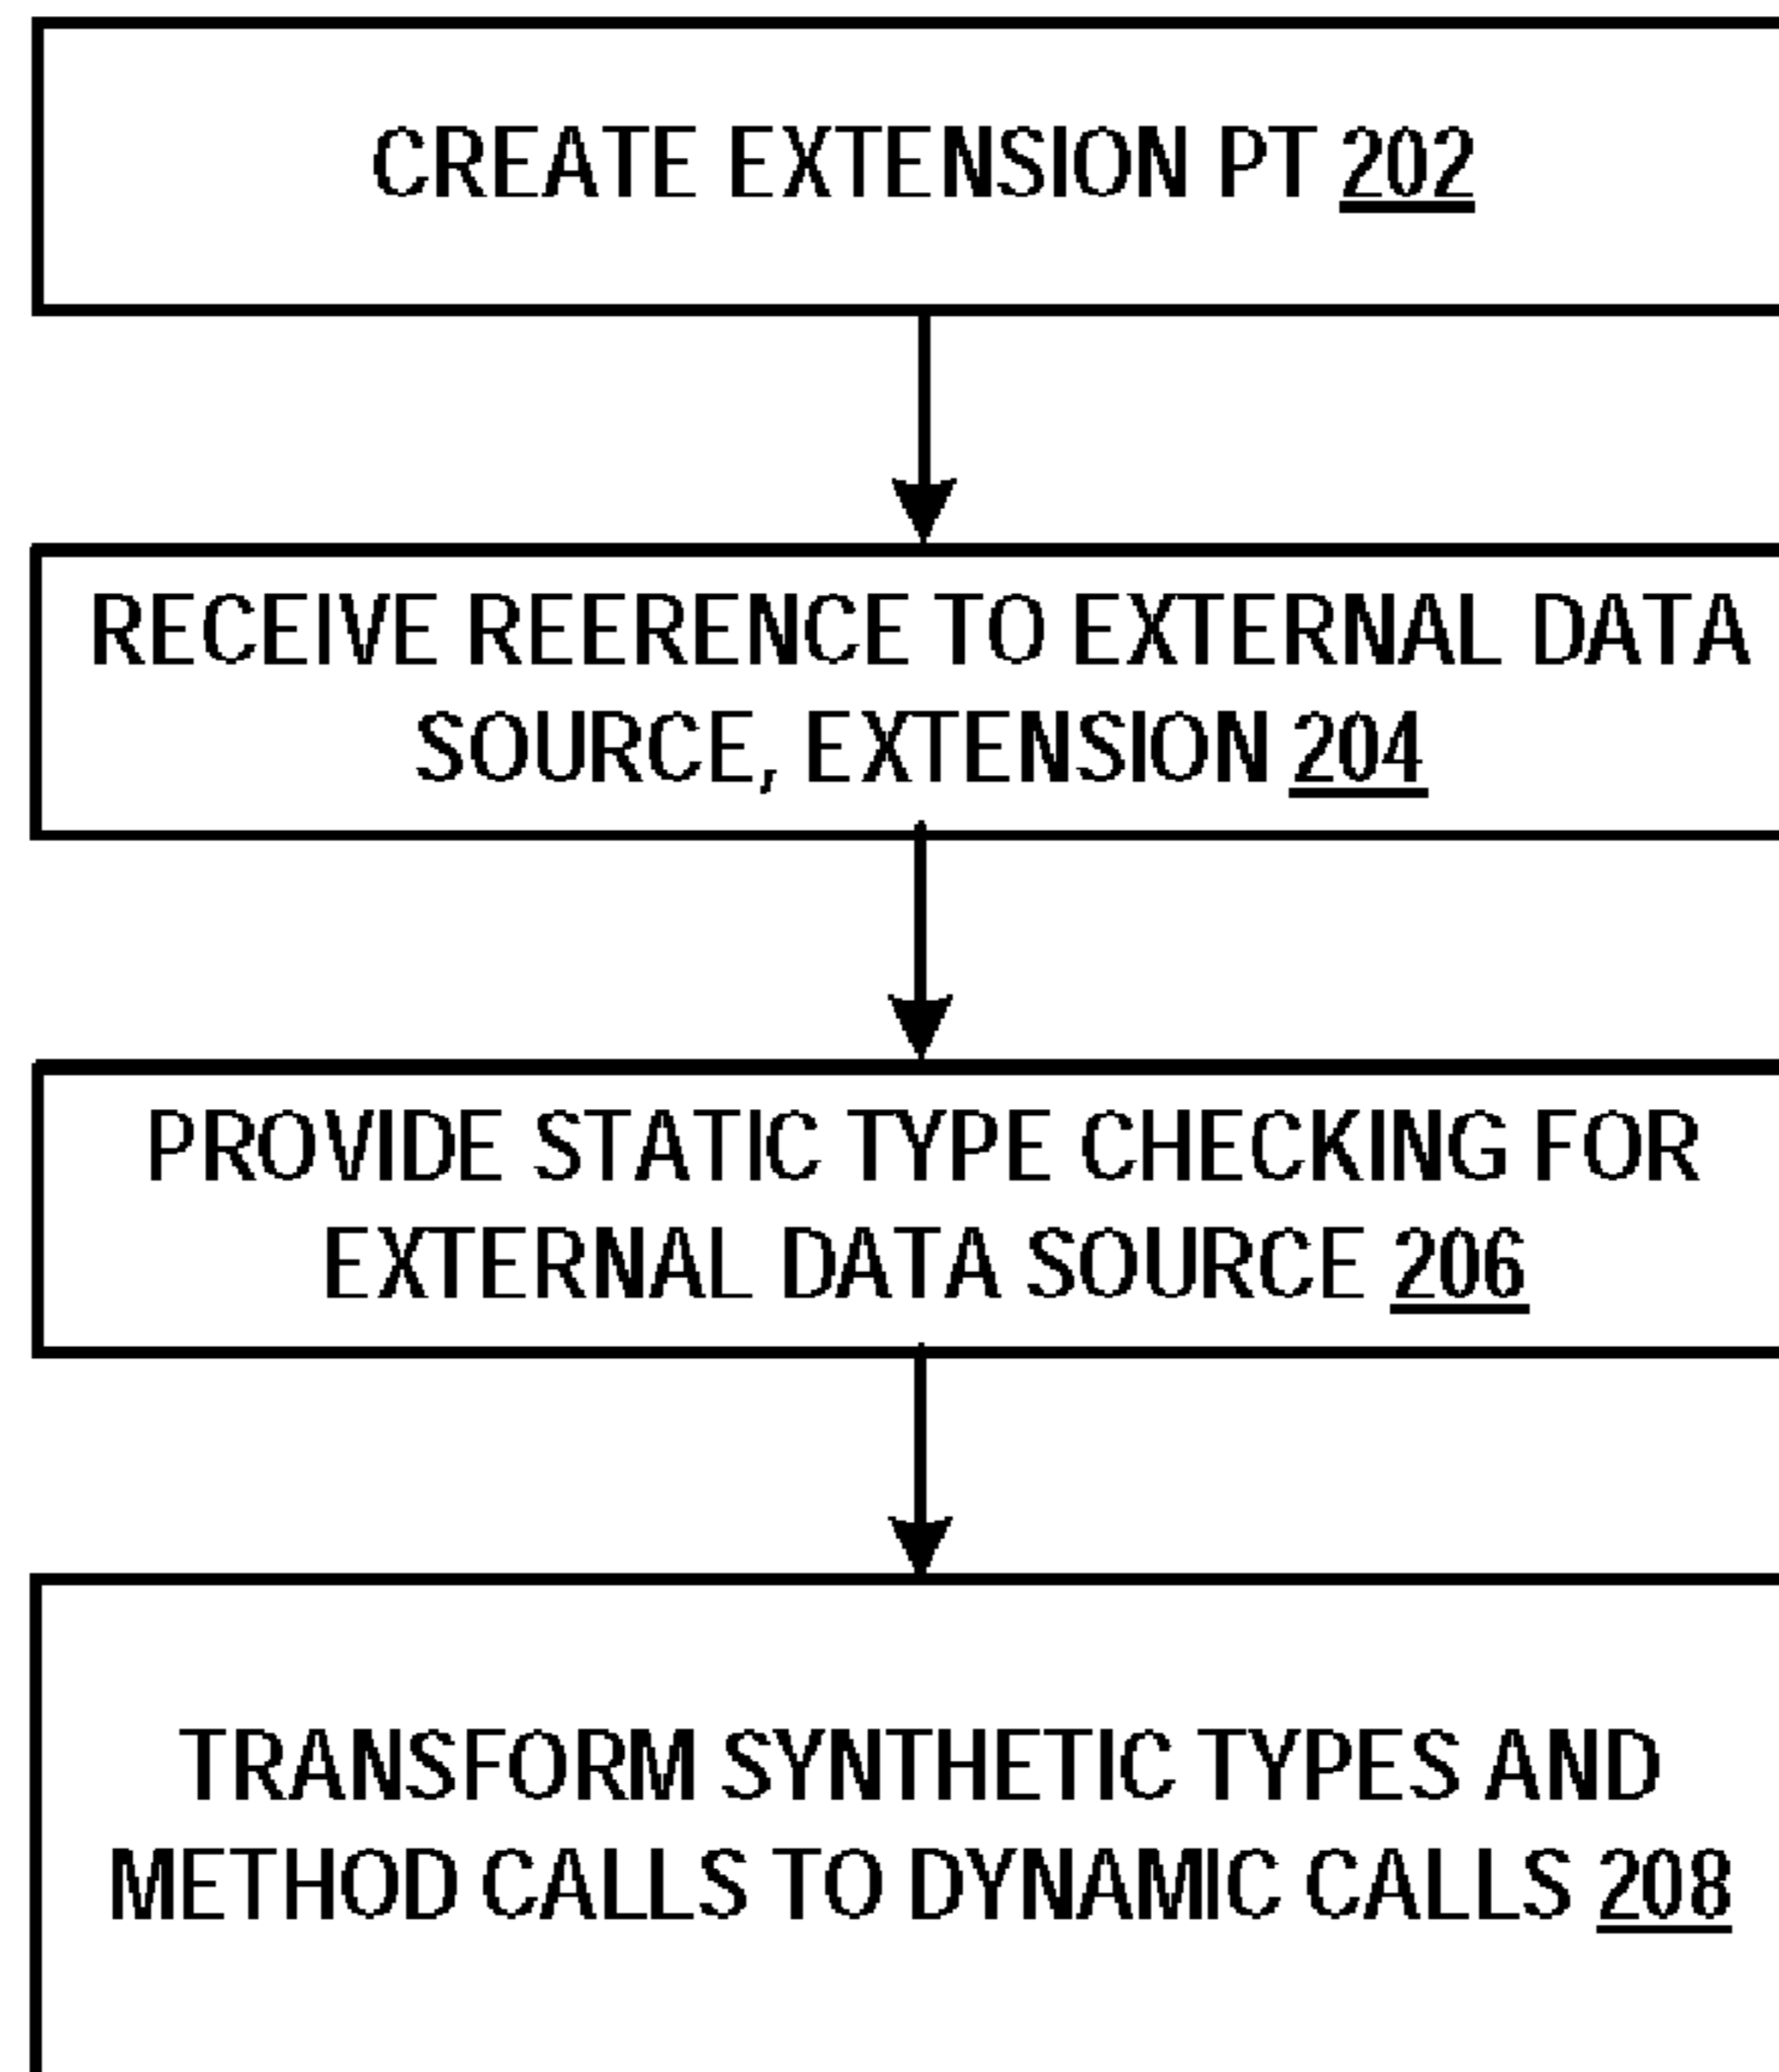 CREATE EXTENSION PT 202
RECEIVE REERENCE TO EXTERNAL DATA
SOURCE, EXTENSION 204
PROVIDE STATIC TYPE CHECKING FOR
EXTERNAL DATA SOURCE 206
TRANSFORM SYNTHETIC TYPES AND
METHOD CALLS TO DYNAMIC CALLS 208